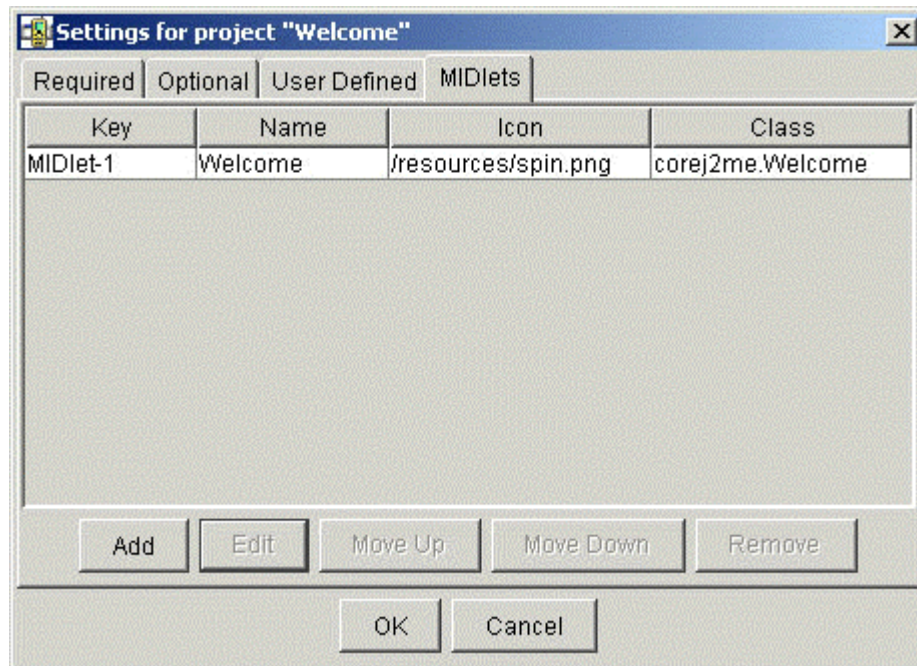 Settings for project "Welcome"
Required Optional User Defined MIDlets
Key Name Icon Class
MIDlet-1 Welcome /resources/spin.png corej2me.Welcome
Add Edit Move Up Move Down Remove
OK Cancel